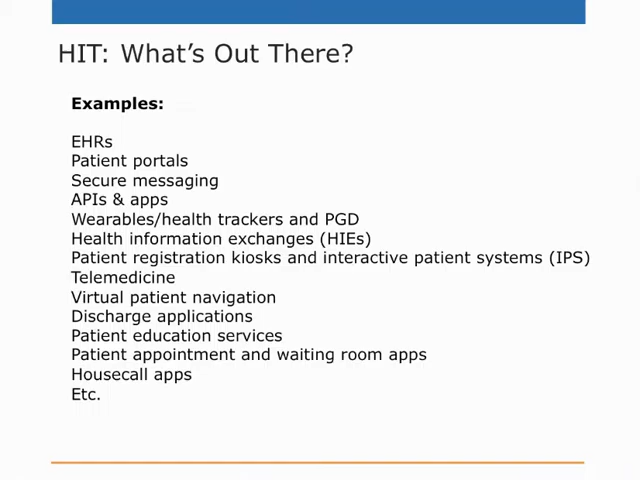 HIT: What's Out There?
Examples:
EHRs
Patient portals
Secure messaging
APIs & apps
Wearables/health trackers and PGD
Health information exchanges (HIEs)
Patient registration kiosks and interactive patient systems (IPS)
Telemedicine
Virtual patient navigation
Discharge applications
Patient education services
Patient appointment and waiting room apps
Housecall apps
Etc.